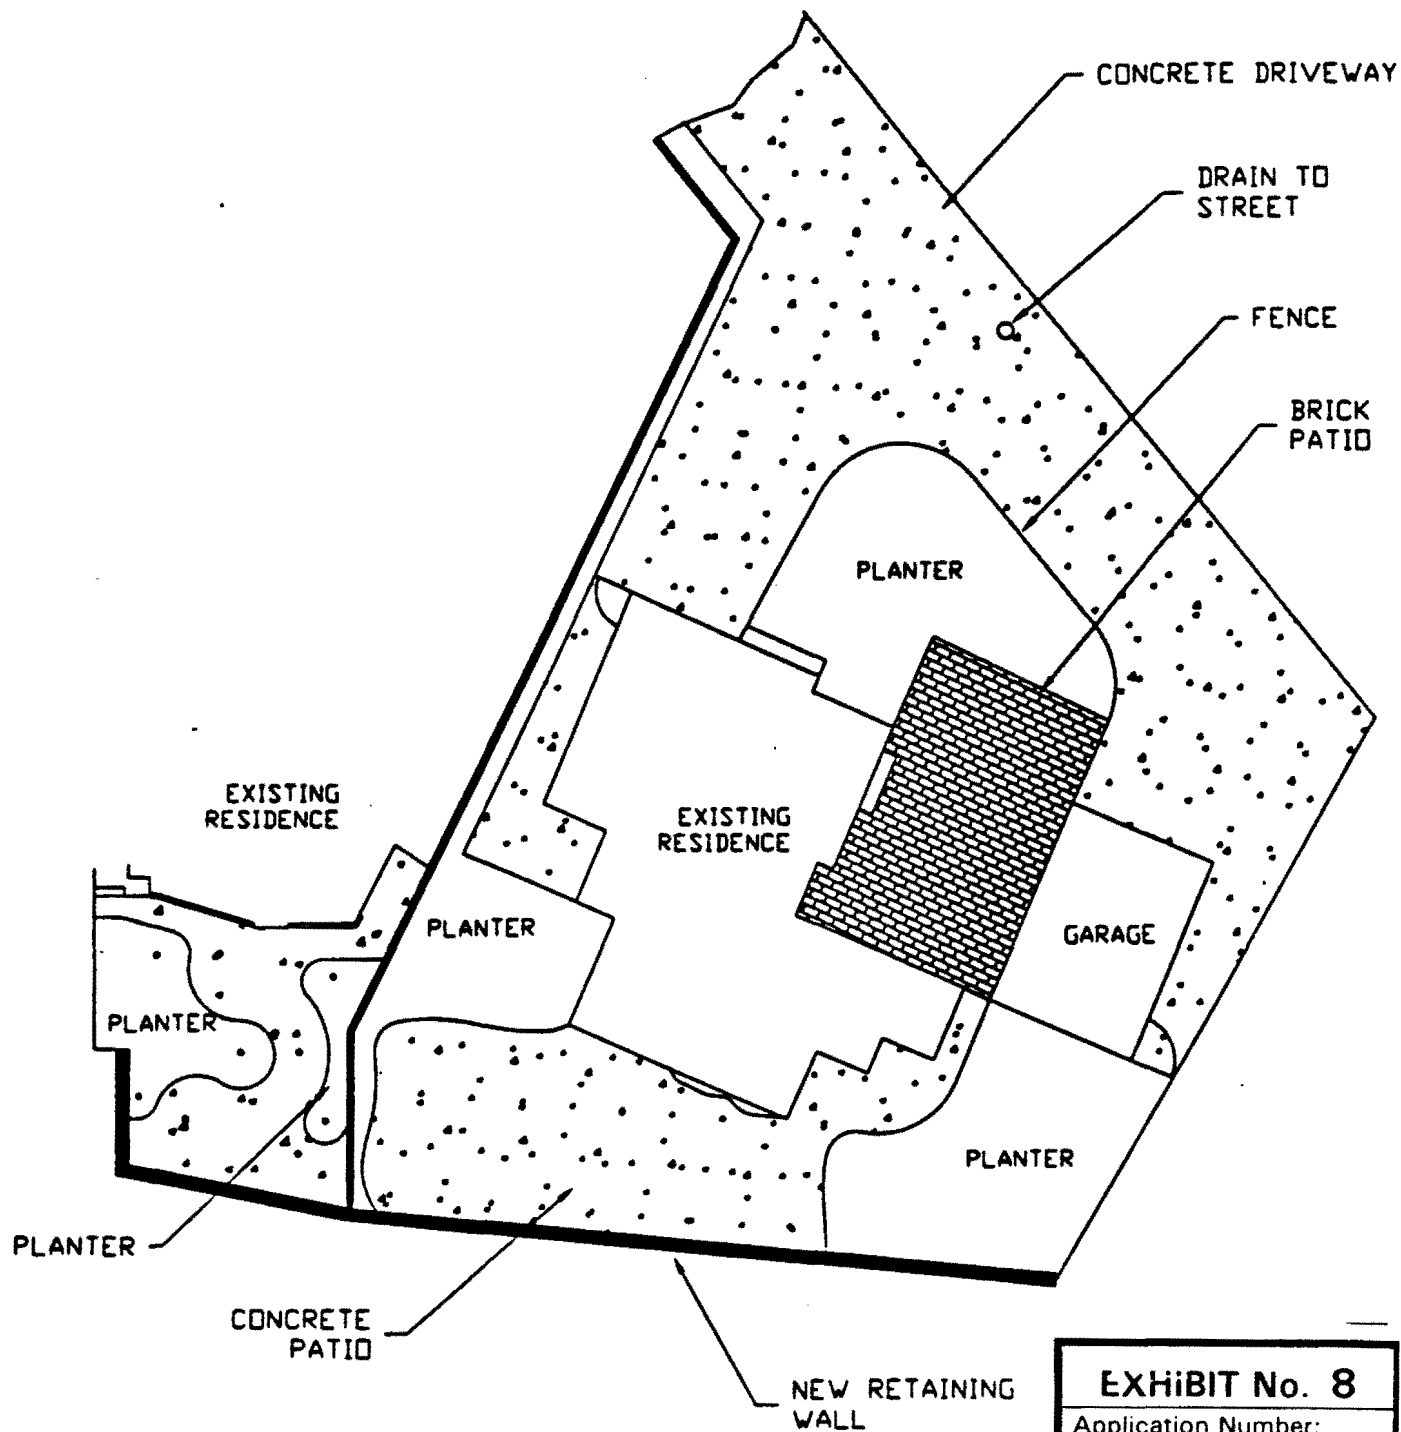 CONCRETE DRIVEWAY
DRAIN TO
STREET
FENCE
BRICK
PATIO
PLANTER
EXISTING
RESIDENCE
EXISTING
RESIDENCE
PLANTER
GARAGE
PLANTER
PLANTER
PLANTER
CONCRETE
PATIO
NEW RETAINING
WALL
EXHiBIT No. 8
Application Number: